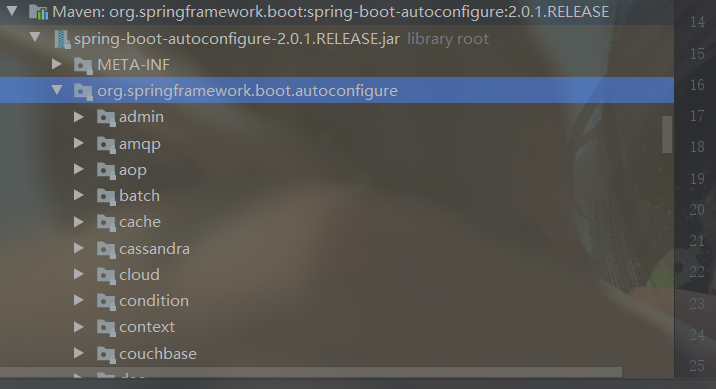 Maven: org.springframework.boot:spring-boot-autoconfigure:2.0.1.RELEASE
spring-boot-autoconfigure-2.0.1.RELEASE.jar library root
META-INF
org.springframework.boot.autoconfigure
admin
amqp
aop
batch
cache
cassandra
cloud
condition
context
couchbase
14
15
16
17
18
19
20
21
22
23
24
25